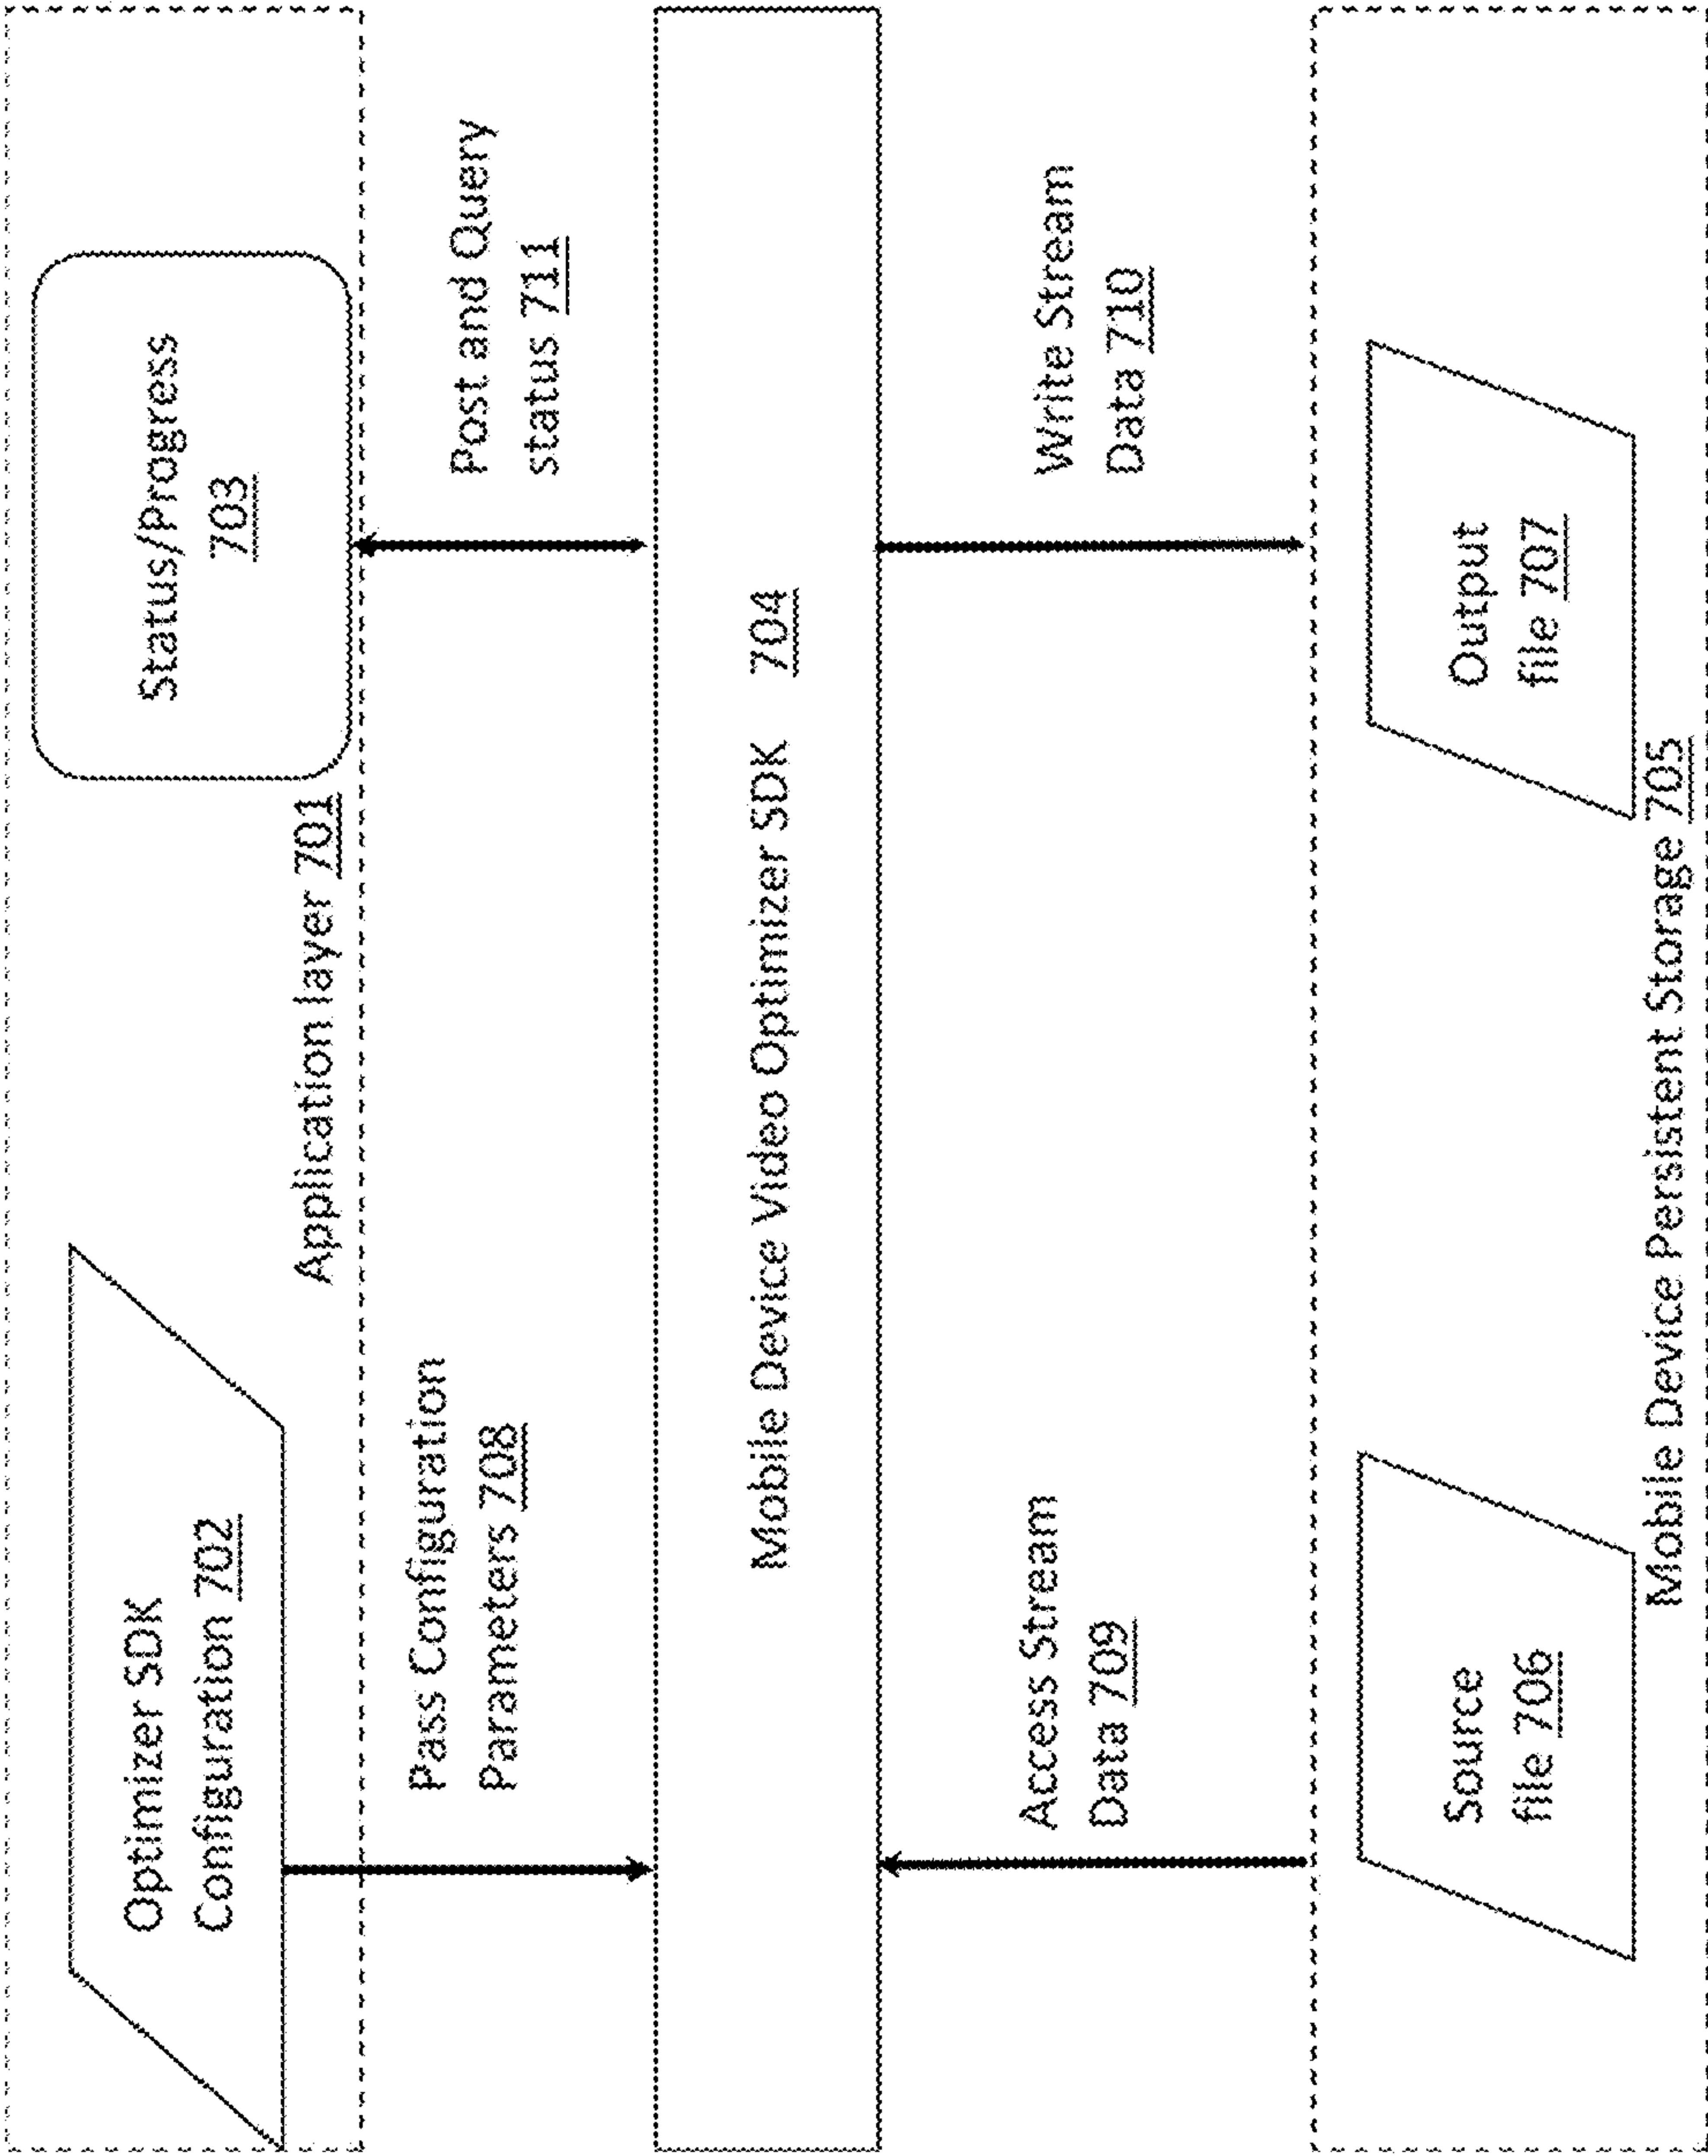 Optimizer SDK
Configuration 702
Status/Progress
703
Application layer 701
Pass Configuration
Parameters 708
Post and Query
status 711
Mobile Device Video Optimizer SDK 704
Access Stream
Data 709
Write Stream
Data 710
Source
file 706
Output
file 707
Mobile Device Persistent Storage 705